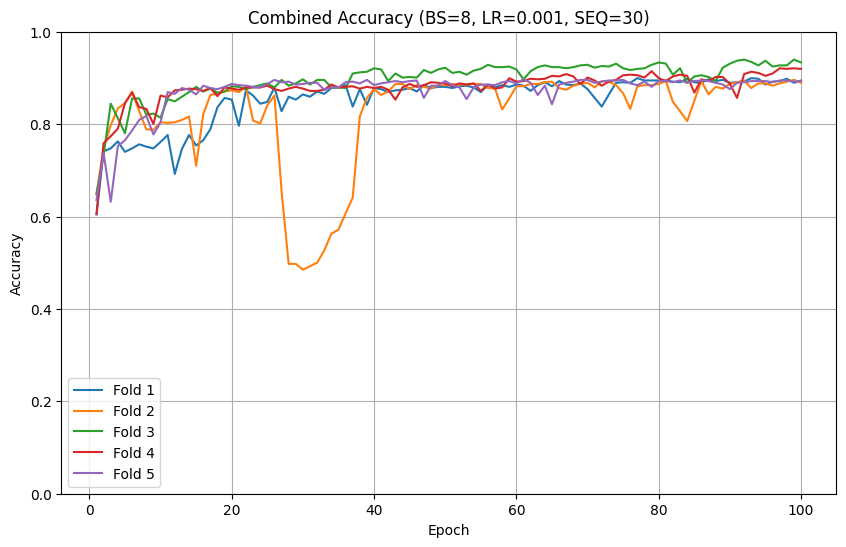 Combined Accuracy (BS=8, LR=0.001, SEQ=30)
1.0
0.8
0.6
0.4
0.2
0.0
Accuracy
Fold 1
Fold 2
Fold 3
Fold 4
Fold 5
0 20 40 60 80 100
Epoch